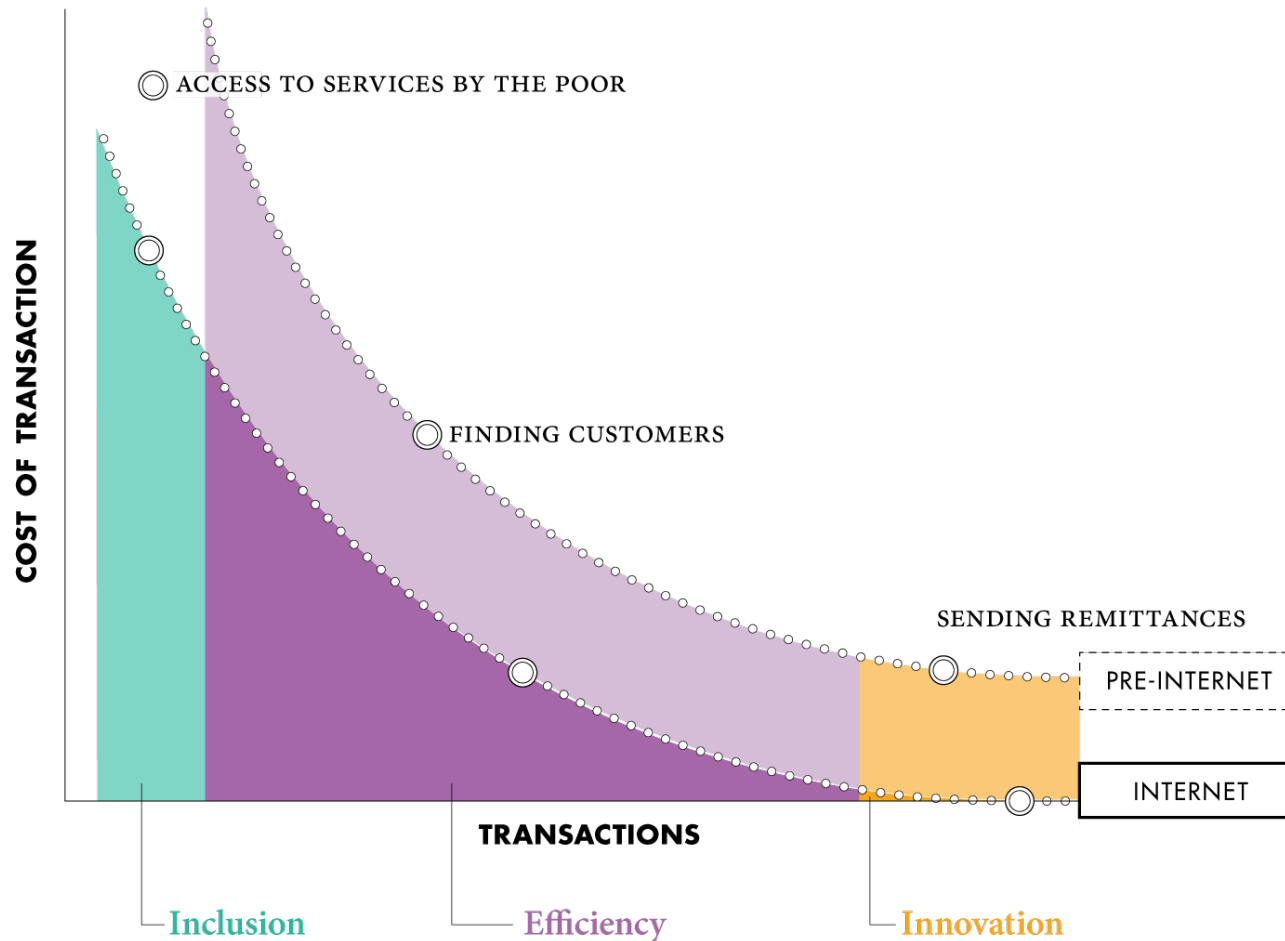 ACCESS TO SERVICES BY THE POOR
COST OF TRANSACTION
FINDING CUSTOMERS
SENDING REMITTANCES
PRE-INTERNET
INTERNET
TRANSACTIONS
Inclusion
Efficiency
Innovation